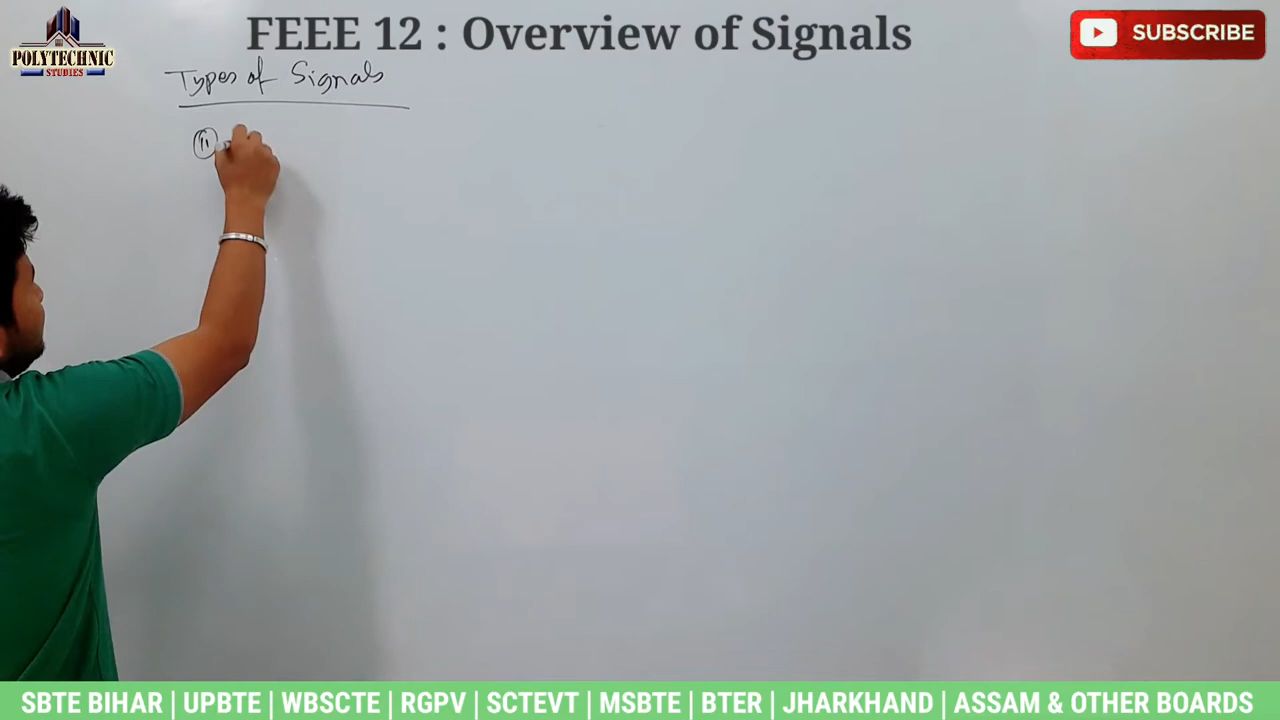 FEEE 12 : Overview of Signals
POLYTECHNIC
STUDIES
SUBSCRIBE
Types of Signals
SBTE BIHAR | UPBTE | WBSCTE | RGPV | SCTEVT | MSBTE | BTER | JHARKHAND | ASSAM & OTHER BOARDS